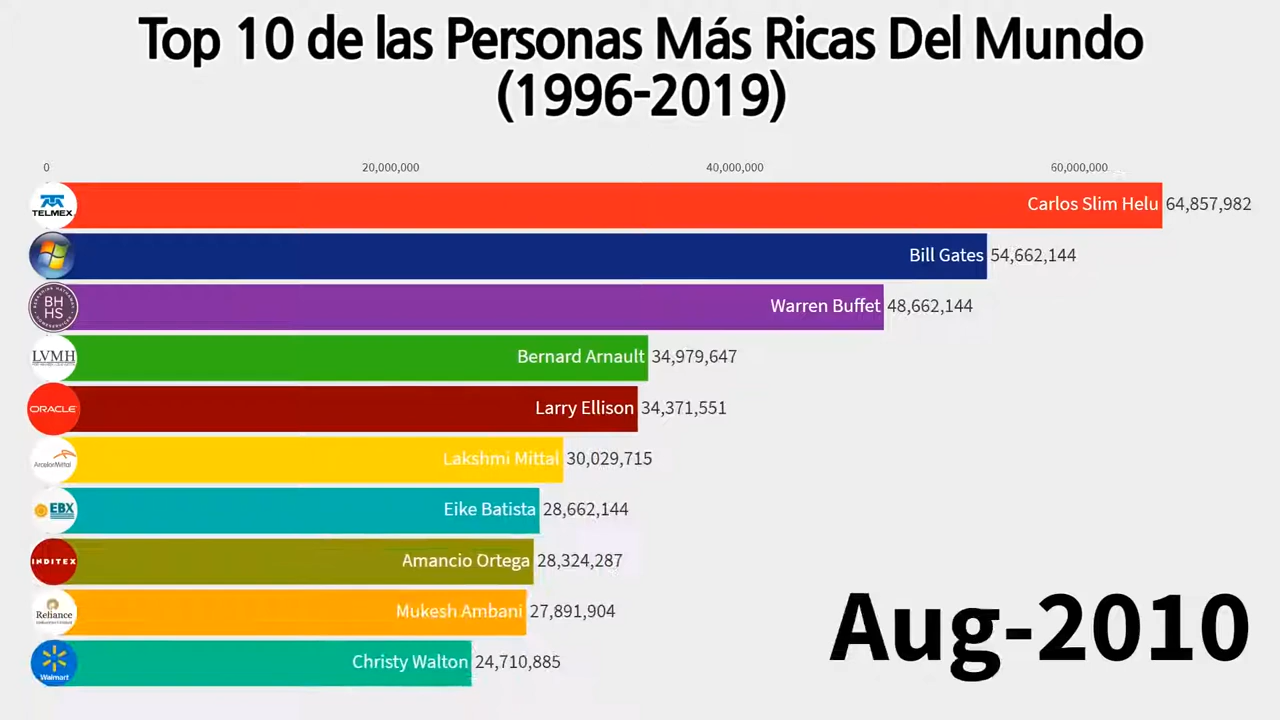 Top 10 de las Personas Más Ricas Del Mundo
(1996-2019)
0 20,000,000 40,000,000 60,000,000
TELMEX Carlos Slim Helu 64,857,982
Bill Gates 54,662,144
BH
HS Warren Buffet 48,662,144
LVMH Bernard Arnault 34,979,647
ORACLE Larry Ellison 34,371,551
ArcelorMittal Lakshmi Mittal 30,029,715
EBX Eike Batista 28,662,144
INDITEX Amancio Ortega 28,324,287
Reliance Mukesh Ambani 27,891,904
Walmart Christy Walton 24,710,885
Aug-2010